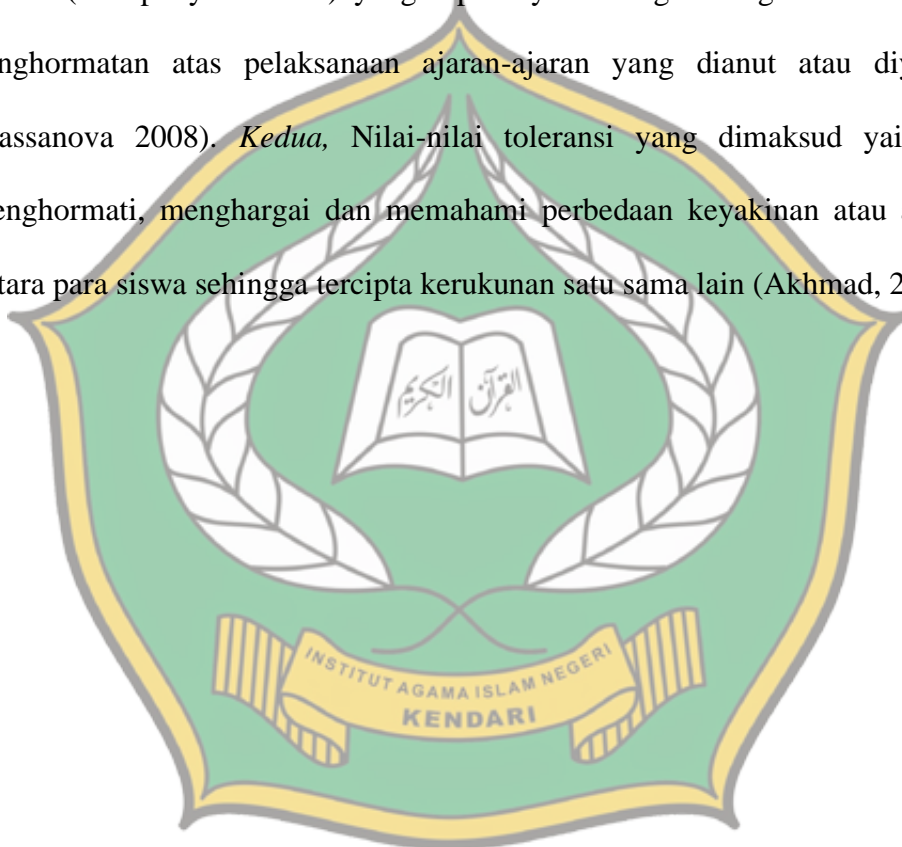 nghormatan atas pelaksanaan ajaran-ajaran yang dianut atau
assanova 2008). Kedua, Nilai-nilai toleransi yang dimaksud
enghormati, menghargai dan memahami perbedaan keyakinan atau
tara para siswa sehingga tercipta kerukunan satu sama lain (Akhmad, 2
القرآن الكريم
INSTITUT AGAMA ISLAM NEGERI
KENDARI